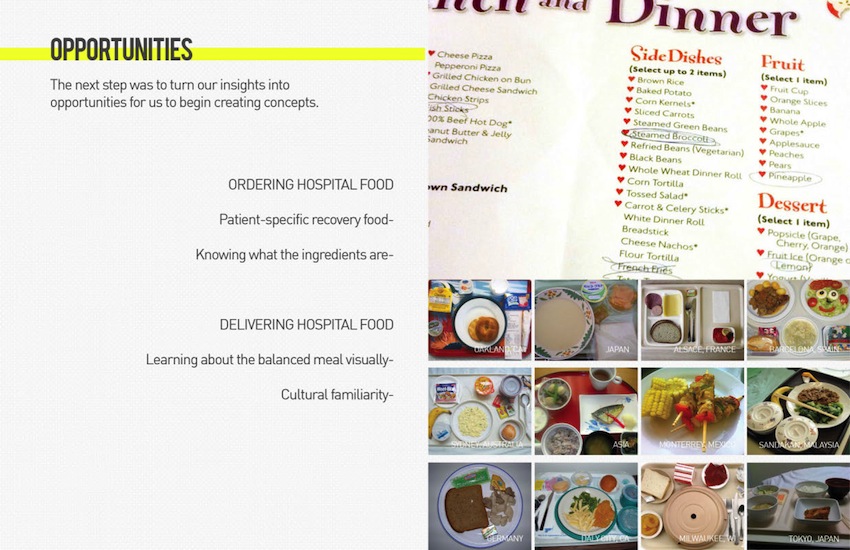 OPPORTUNITIES
The next step was to turn our insights into
opportunities for us to begin creating concepts.
ORDERING HOSPITAL FOOD
Patient-specific recovery food-
Knowing what the ingredients are-
DELIVERING HOSPITAL FOOD
Learning about the balanced meal visually-
Cultural familiarity-
and Dinner
Cheese Pizza
Pepperoni Pizza
Grilled Chicken on Bun
Grilled Cheese Sandwich
Chicken Strips
ish Sticks
00% Beef Hot Dog*
anut Butter & Jelly
Sandwich
own Sandwich
Side Dishes
(Select up to 2 items)
Brown Rice
Baked Potato
Corn Kernels*
Sliced Carrots
Steamed Green Beans
Steamed Broccoli
Refried Beans (Vegetarian)
Black Beans
Whole Wheat Dinner Roll
Corn Tortilla
Tossed Salad*
Carrot & Celery Sticks*
White Dinner Roll
Breadstick
Cheese Nachos*
Flour Tortilla
French Fries
Fruit
(Select 1 item)
Fruit Cup
Orange Slices
Banana
Whole Apple
Grapes*
Applesauce
Peaches
Pears
Pineapple
Dessert
(Select 1 item)
Popsicle (Grape,
Cherry, Orange)
Fruit Ice (Orange o
Lemon)
OAKLAND, CA
JAPAN
ALSACE, FRANCE
BARCELONA, SPAIN
SYDNEY, AUSTRALIA
ASIA
MONTERREY, MEXICO
SANDAKAN, MALAYSIA
GERMANY
DALY CITY, CA
MILWAUKEE, WI
TOKYO, JAPAN